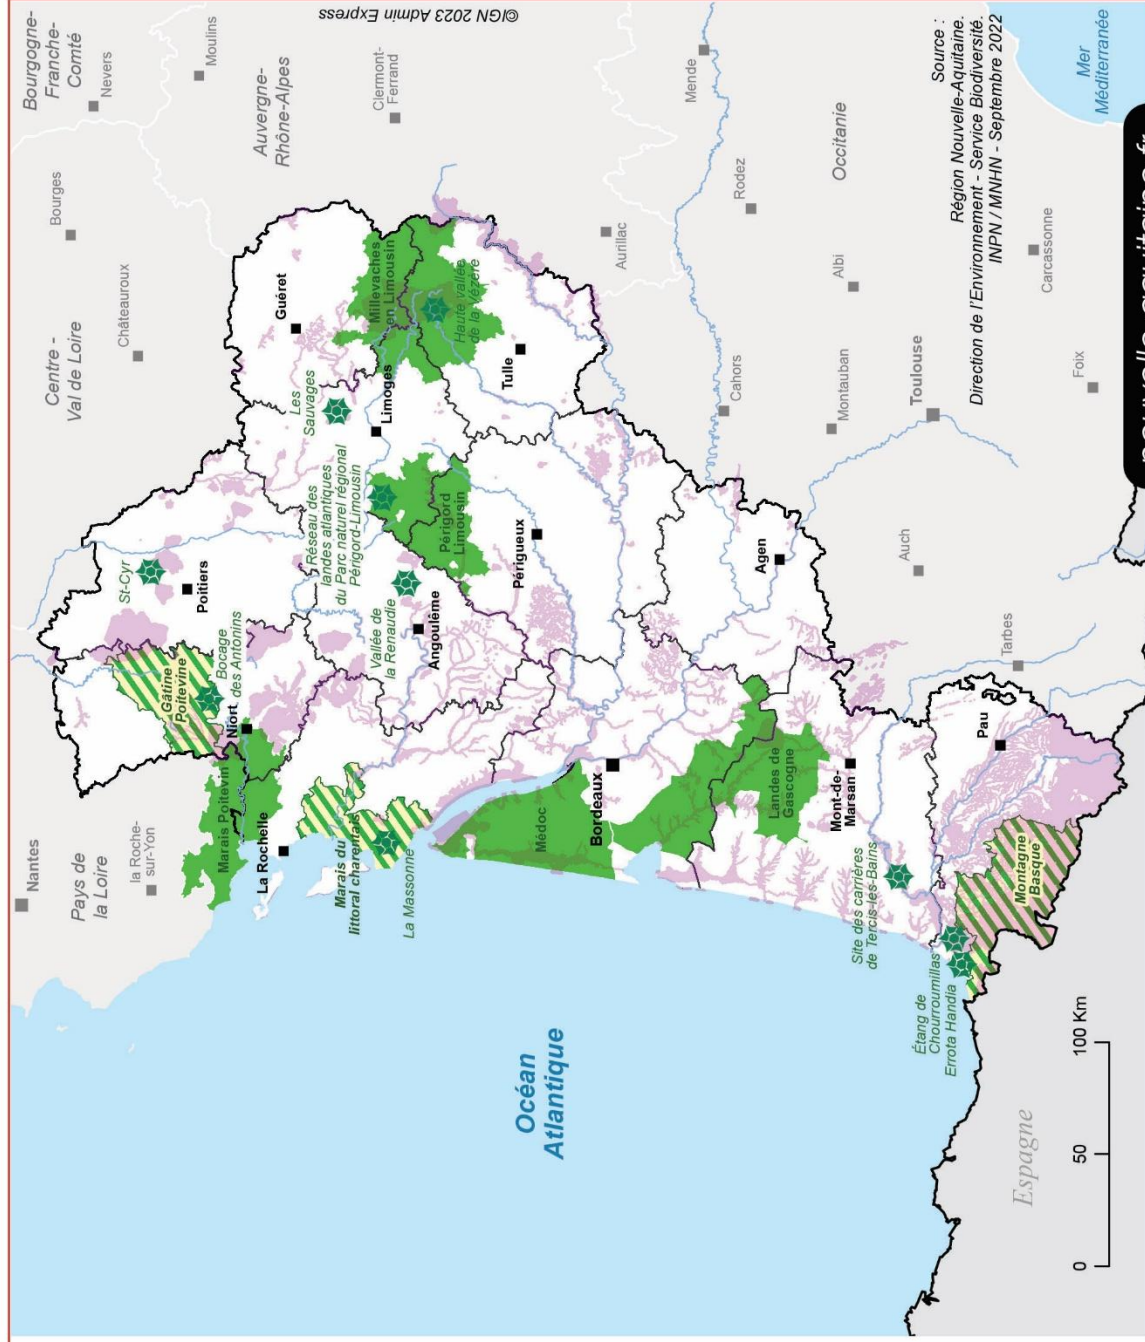 Nantes
Bourgogne-
Franche-
Comté
Centre -
Val de Loire
Bourges
Nevers
Pays de
la Loire
la Roche-
sur-Yon
Châteauroux
Moulins
St-Cyr
Poitiers
Gâtine
Poitevine
Bocage
des Antonins
Marais Poitevin
Niort
Auvergne-
Rhône-Alpes
La Rochelle
Guéret
Les
Sauvages
Réseau des
landes atlantiques
du Parc naturel régional
Périgord-Limousin
Marais du
littoral charentais
La Massonne
Vallée de
la Renaudie
Angoulême
Limoges
Millevaches
en Limousin
Clermont-
Ferrand
Haute vallée
de la Vézère
Périgord
Limousin
Périgueux
Tulle
©IGN 2023 Admin Express
Océan
Atlantique
Médoc
Bordeaux
Aurillac
Mende
Rodez
Cahors
Landes de
Gascogne
Agen
Mont-de-
Marsan
Montauban
Albi
Occitanie
Site des carrières
de Tercis-les-Bains
Auch
Toulouse
Étang de
Chourroumillas
Errota Handia
Pau
Tarbes
Montagne
Basque
Espagne
Carcassonne
Foix
Source :
Région Nouvelle-Aquitaine.
Direction de l'Environnement - Service Biodiversité.
INPN / MNHN - Septembre 2022
Mer
Méditerranée
0 50 100 Km